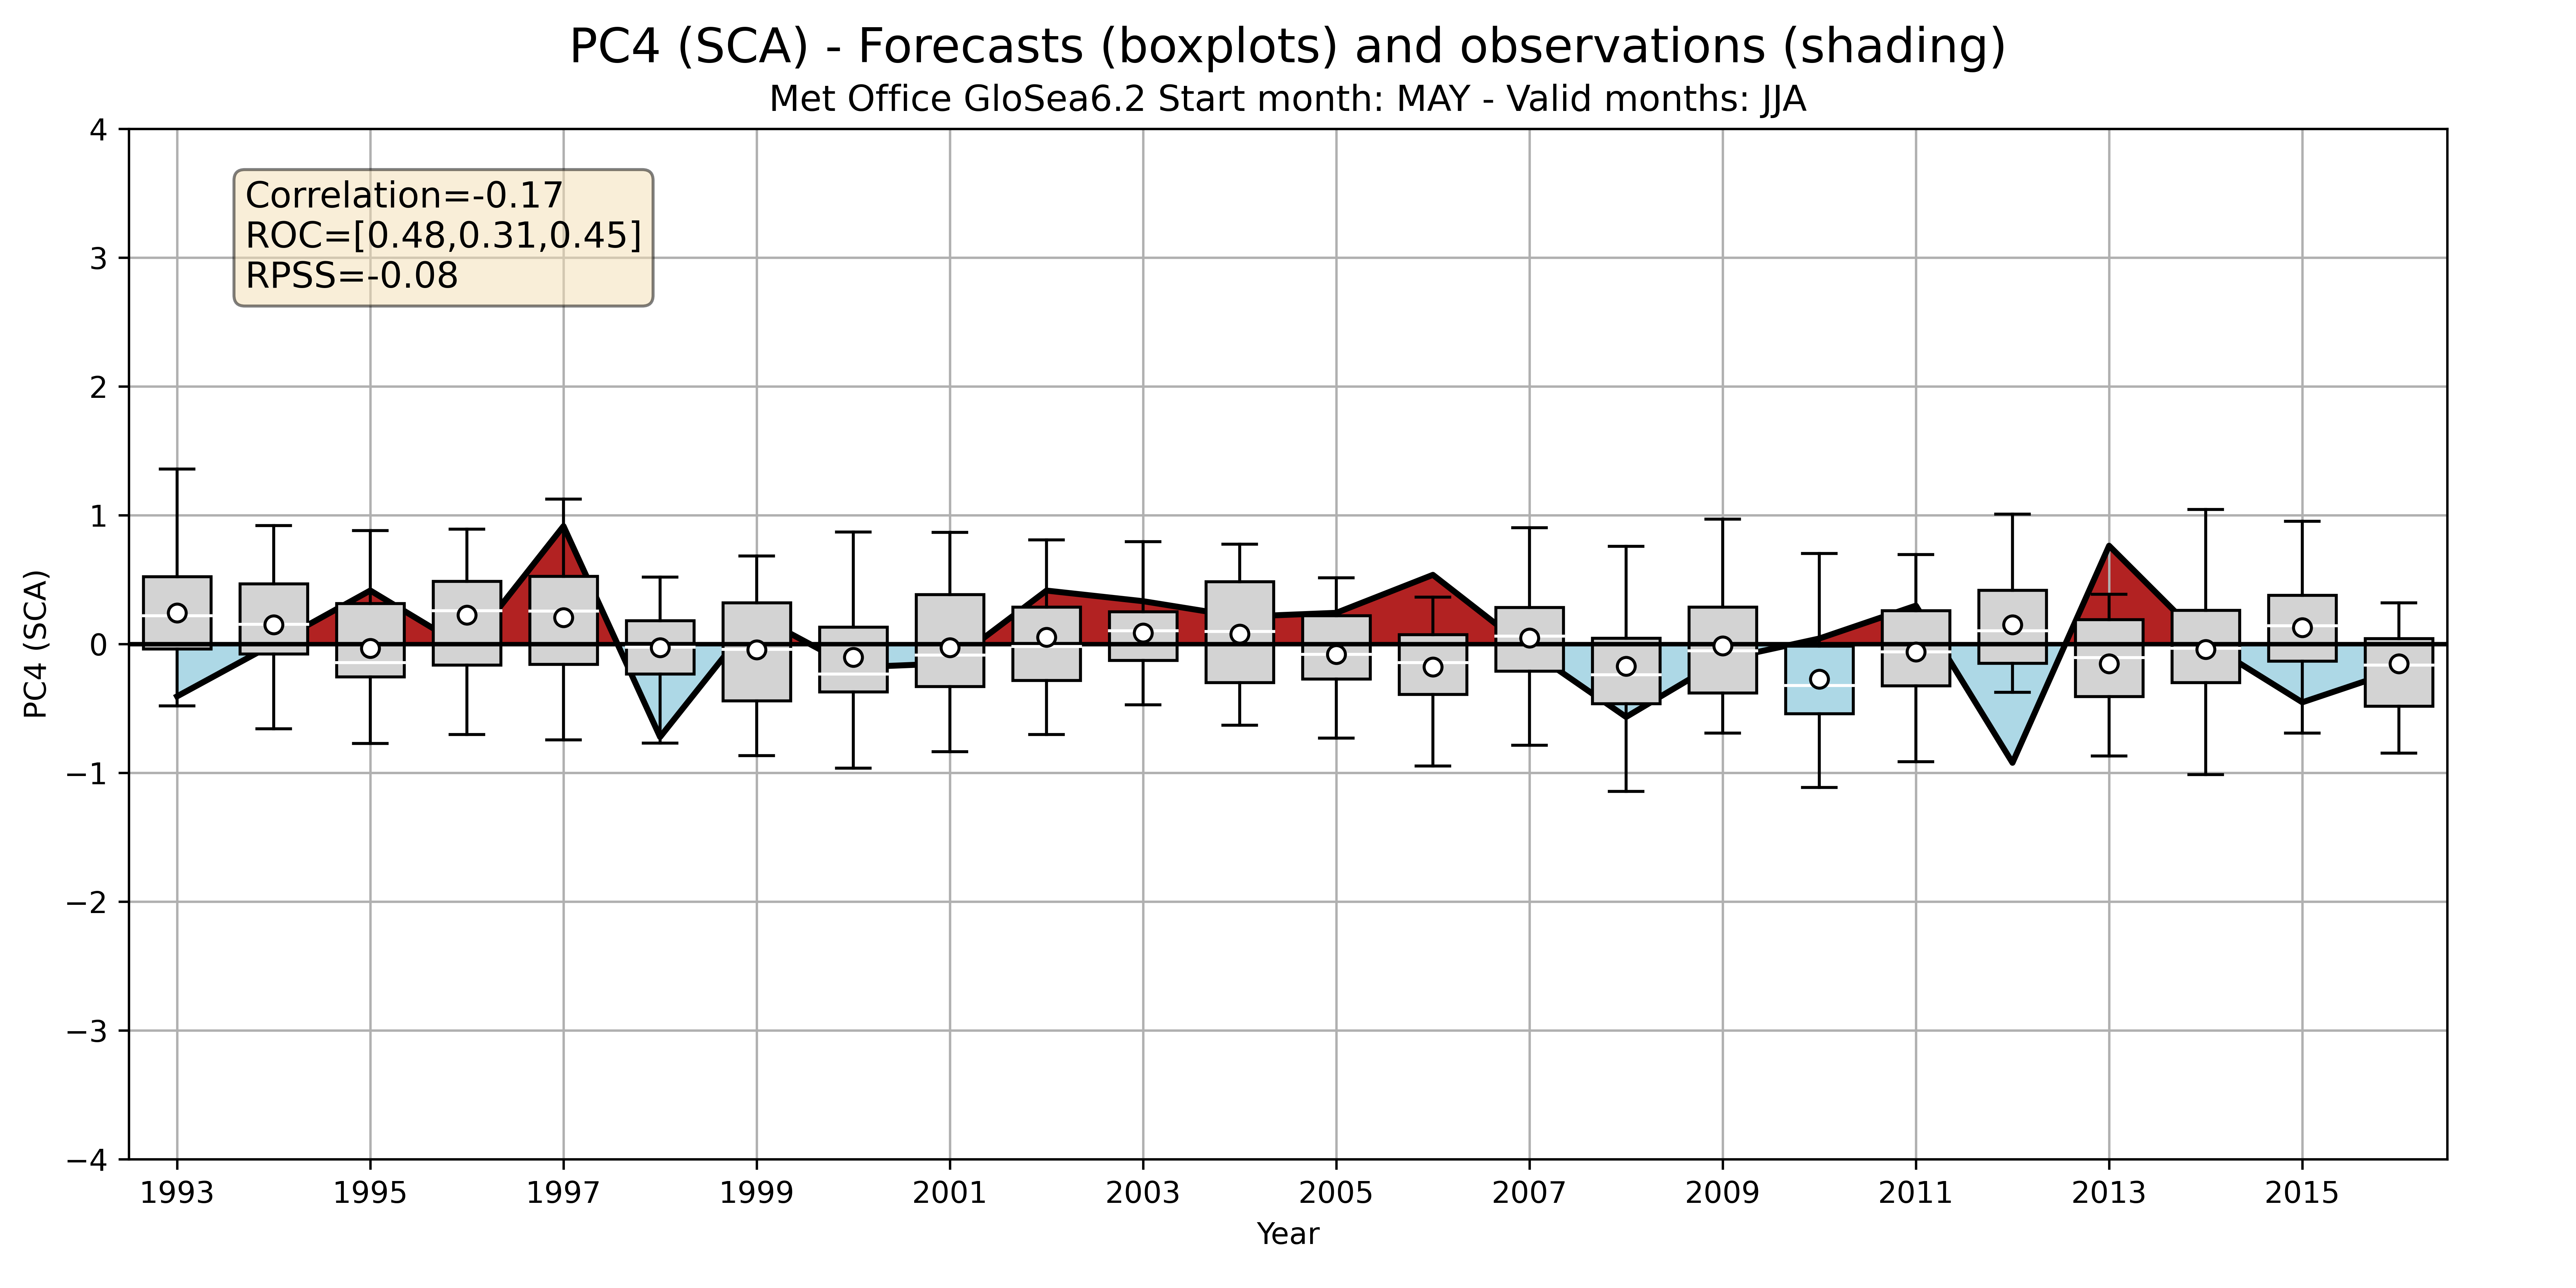 PC4 (SCA) - Forecasts (boxplots) and observations (shading)
Met Office GloSea6.2 Start month: MAY - Valid months: JJA
Correlation=-0.17
ROC=[0.48,0.31,0.45]
RPSS=-0.08
PC4 (SCA)
4
3
2
1
0
−1
−2
−3
−4
1993 1995 1997 1999 2001 2003 2005 2007 2009 2011 2013 2015
Year